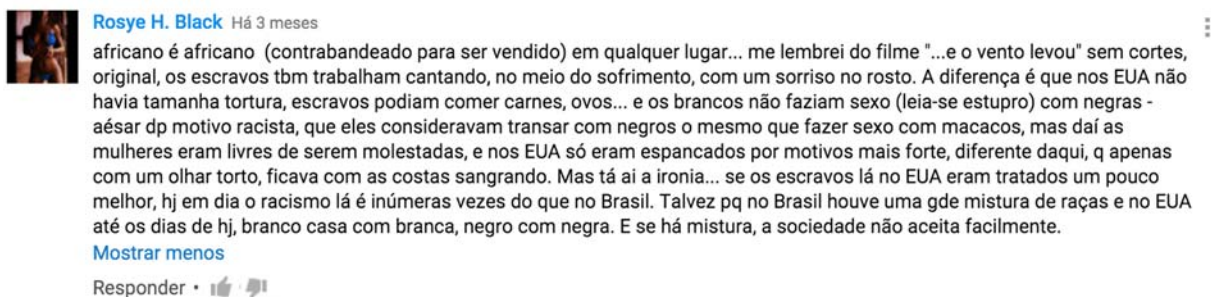 Rosye H. Black Há 3 meses
africano é africano (contrabandeado para ser vendido) em qualquer lugar... me lembrei do filme "...e o vento levou" sem cortes,
original, os escravos tbm trabalham cantando, no meio do sofrimento, com um sorriso no rosto. A diferença é que nos EUA não
havia tamanha tortura, escravos podiam comer carnes, ovos... e os brancos não faziam sexo (leia-se estupro) com negras -
aésar dp motivo racista, que eles consideravam transar com negros o mesmo que fazer sexo com macacos, mas daí as
mulheres eram livres de serem molestadas, e nos EUA só eram espancados por motivos mais forte, diferente daqui, q apenas
com um olhar torto, ficava com as costas sangrando. Mas tá ai a ironia... se os escravos lá no EUA eram tratados um pouco
melhor, hj em dia o racismo lá é inúmeras vezes do que no Brasil. Talvez pq no Brasil houve uma gde mistura de raças e no EUA
até os dias de hj, branco casa com branca, negro com negra. E se há mistura, a sociedade não aceita facilmente.
Mostrar menos
Responder •